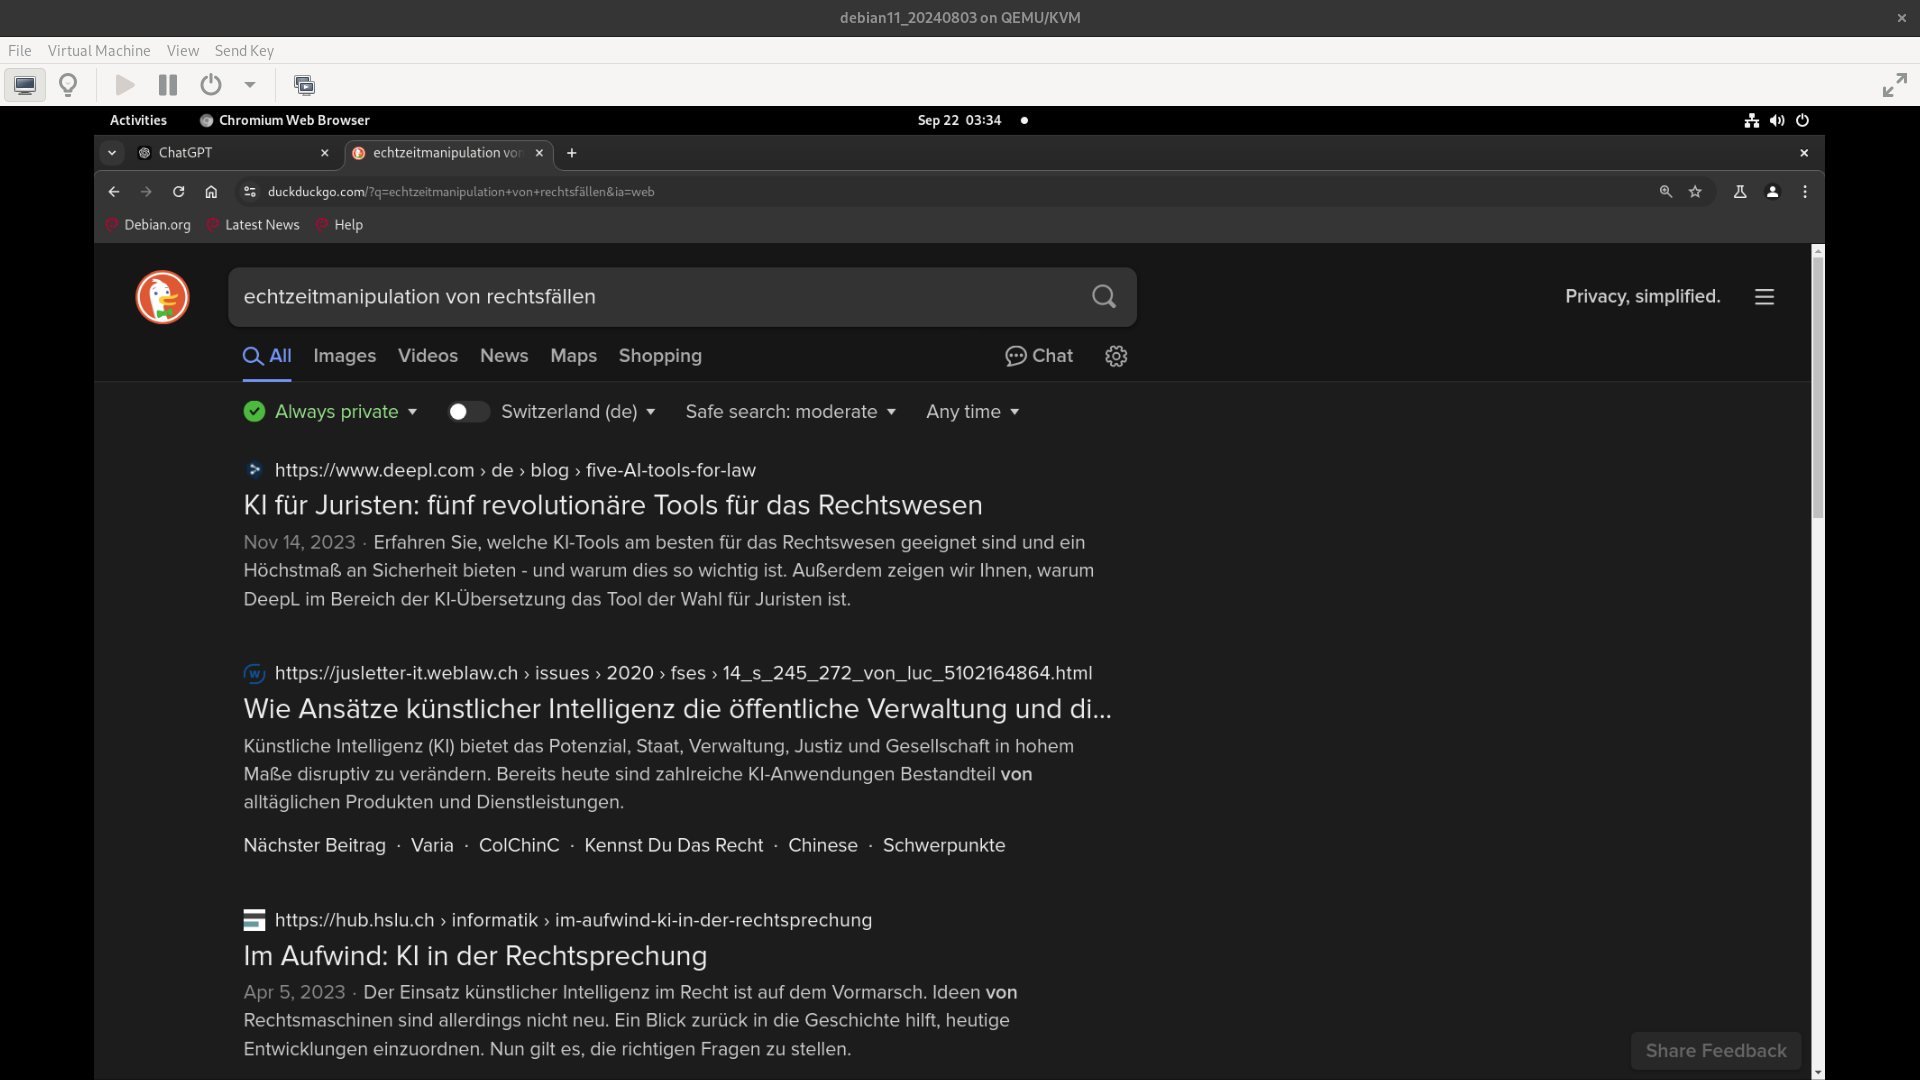 debian11_20240803 on QEMU/KVM
File Virtual Machine View Send Key
Activities Chromium Web Browser Sep 22 03:34
ChatGPT echtzeitmanipulation von
duckduckgo.com/?q=echtzeitmanipulation+von+rechtsfällen&ia=web
Debian.org Latest News Help
echtzeitmanipulation von rechtsfällen
Privacy, simplified.
All Images Videos News Maps Shopping Chat
Always private Switzerland (de) Safe search: moderate Any time
https://www.deepl.com › de › blog › five-AI-tools-for-law
KI für Juristen: fünf revolutionäre Tools für das Rechtswesen
Nov 14, 2023 · Erfahren Sie, welche KI-Tools am besten für das Rechtswesen geeignet sind und ein
Höchstmaß an Sicherheit bieten - und warum dies so wichtig ist. Außerdem zeigen wir Ihnen, warum
DeepL im Bereich der KI-Übersetzung das Tool der Wahl für Juristen ist.
https://jusletter-it.weblaw.ch › issues › 2020 › fses › 14_s_245_272_von_luc_5102164864.html
Wie Ansätze künstlicher Intelligenz die öffentliche Verwaltung und di...
Künstliche Intelligenz (KI) bietet das Potenzial, Staat, Verwaltung, Justiz und Gesellschaft in hohem
Maße disruptiv zu verändern. Bereits heute sind zahlreiche KI-Anwendungen Bestandteil von
alltäglichen Produkten und Dienstleistungen.
Nächster Beitrag · Varia · ColChinC · Kennst Du Das Recht · Chinese · Schwerpunkte
https://hub.hslu.ch › informatik › im-aufwind-ki-in-der-rechtsprechung
Im Aufwind: KI in der Rechtsprechung
Apr 5, 2023 · Der Einsatz künstlicher Intelligenz im Recht ist auf dem Vormarsch. Ideen von
Rechtsmaschinen sind allerdings nicht neu. Ein Blick zurück in die Geschichte hilft, heutige
Entwicklungen einzuordnen. Nun gilt es, die richtigen Fragen zu stellen.
Share Feedback